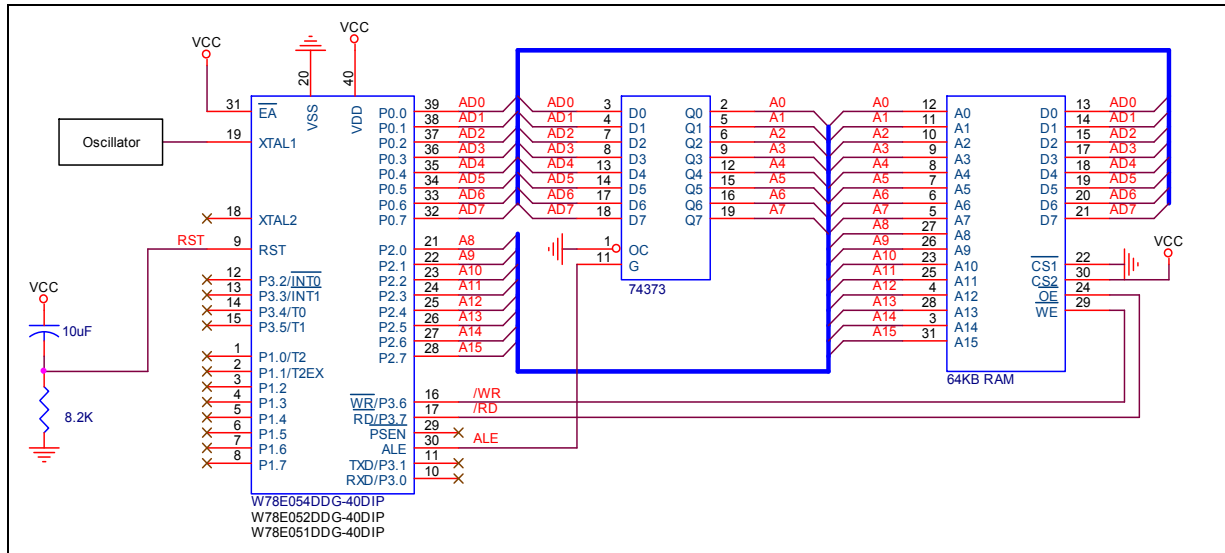 VCC
VCC
20
40
VSS
VDD
31 EA
Oscillator
19 XTAL1
18 XTAL2
RST 9 RST
12 P3.2/INT0
13 P3.3/INT1
14 P3.4/T0
15 P3.5/T1
1 P1.0/T2
2 P1.1/T2EX
3 P1.2
4 P1.3
5 P1.4
6 P1.5
7 P1.6
8 P1.7
VCC
10uF
8.2K
P0.0 39 AD0
P0.1 38 AD1
P0.2 37 AD2
P0.3 36 AD3
P0.4 35 AD4
P0.5 34 AD5
P0.6 33 AD6
P0.7 32 AD7
P2.0 21 A8
P2.1 22 A9
P2.2 23 A10
P2.3 24 A11
P2.4 25 A12
P2.5 26 A13
P2.6 27 A14
P2.7 28 A15
WR/P3.6 16 /WR
RD/P3.7 17 /RD
PSEN 29
ALE 30 ALE
TXD/P3.1 11
RXD/P3.0 10
W78E054DDG-40DIP
W78E052DDG-40DIP
W78E051DDG-40DIP
AD0 3 D0 Q0 2 A0
AD1 4 D1 Q1 5 A1
AD2 7 D2 Q2 6 A2
AD3 8 D3 Q3 9 A3
AD4 13 D4 Q4 12 A4
AD5 14 D5 Q5 15 A5
AD6 17 D6 Q6 16 A6
AD7 18 D7 Q7 19 A7
1 OC
11 G
74373
A0 12 A0
A1 11 A1
A2 10 A2
A3 9 A3
A4 8 A4
A5 7 A5
A6 6 A6
A7 5 A7
A8 27 A8
A9 26 A9
A10 23 A10
A11 25 A11
A12 4 A12
A13 28 A13
A14 3 A14
A15 31 A15
D0 13 AD0
D1 14 AD1
D2 15 AD2
D3 17 AD3
D4 18 AD4
D5 19 AD5
D6 20 AD6
D7 21 AD7
VCC
CS1 22
CS2 30
OE 24
WE 29
64KB RAM